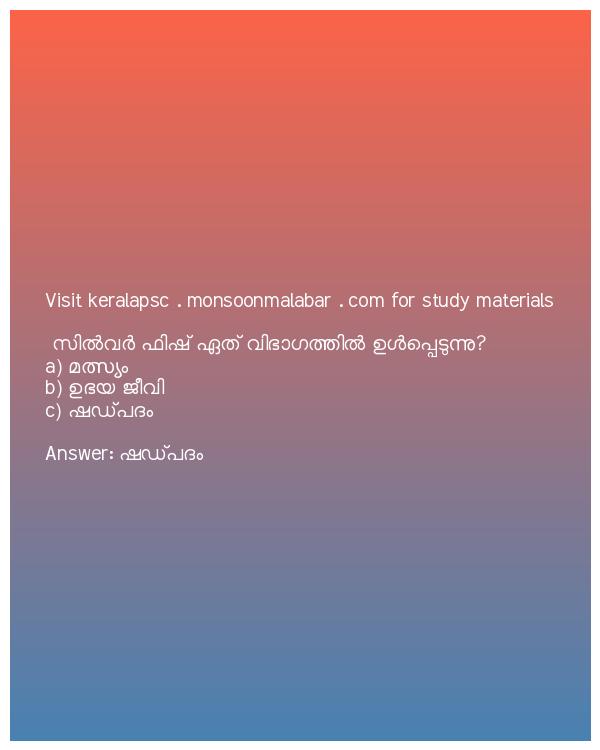 Visit keralapsc . monsoonmalabar . com for study materials
സിൽവർ ഫിഷ് ഏത് വിഭാഗത്തിൽ ഉൾപ്പെടുന്നു?
a) മത്സ്യം
b) ഉഭയ ജീവി
c) ഷഡ്പദം
Answer: ഷഡ്പദം